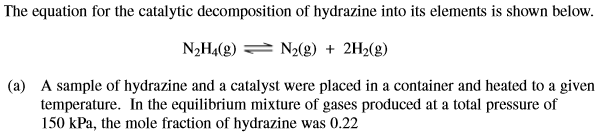 The equation for the catalytic decomposition of hydrazine into its elements is shown below.
N₂H₄(g) ⇌ N₂(g) + 2H₂(g)
(a) A sample of hydrazine and a catalyst were placed in a container and heated to a given
temperature. In the equilibrium mixture of gases produced at a total pressure of
150 kPa, the mole fraction of hydrazine was 0.22